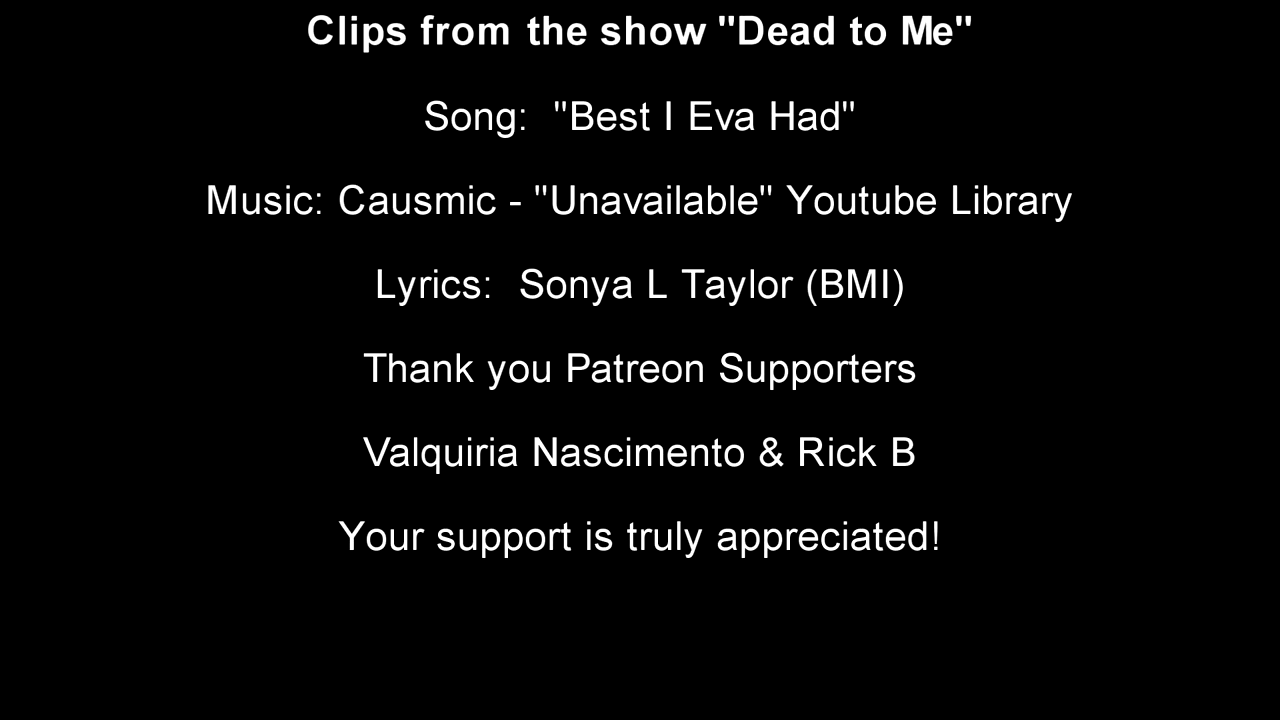 Clips from the show "Dead to Me"
Song:  "Best I Eva Had"
Music: Causmic - "Unavailable" Youtube Library
Lyrics:  Sonya L Taylor (BMI)
Thank you Patreon Supporters
Valquiria Nascimento & Rick B
Your support is truly appreciated!